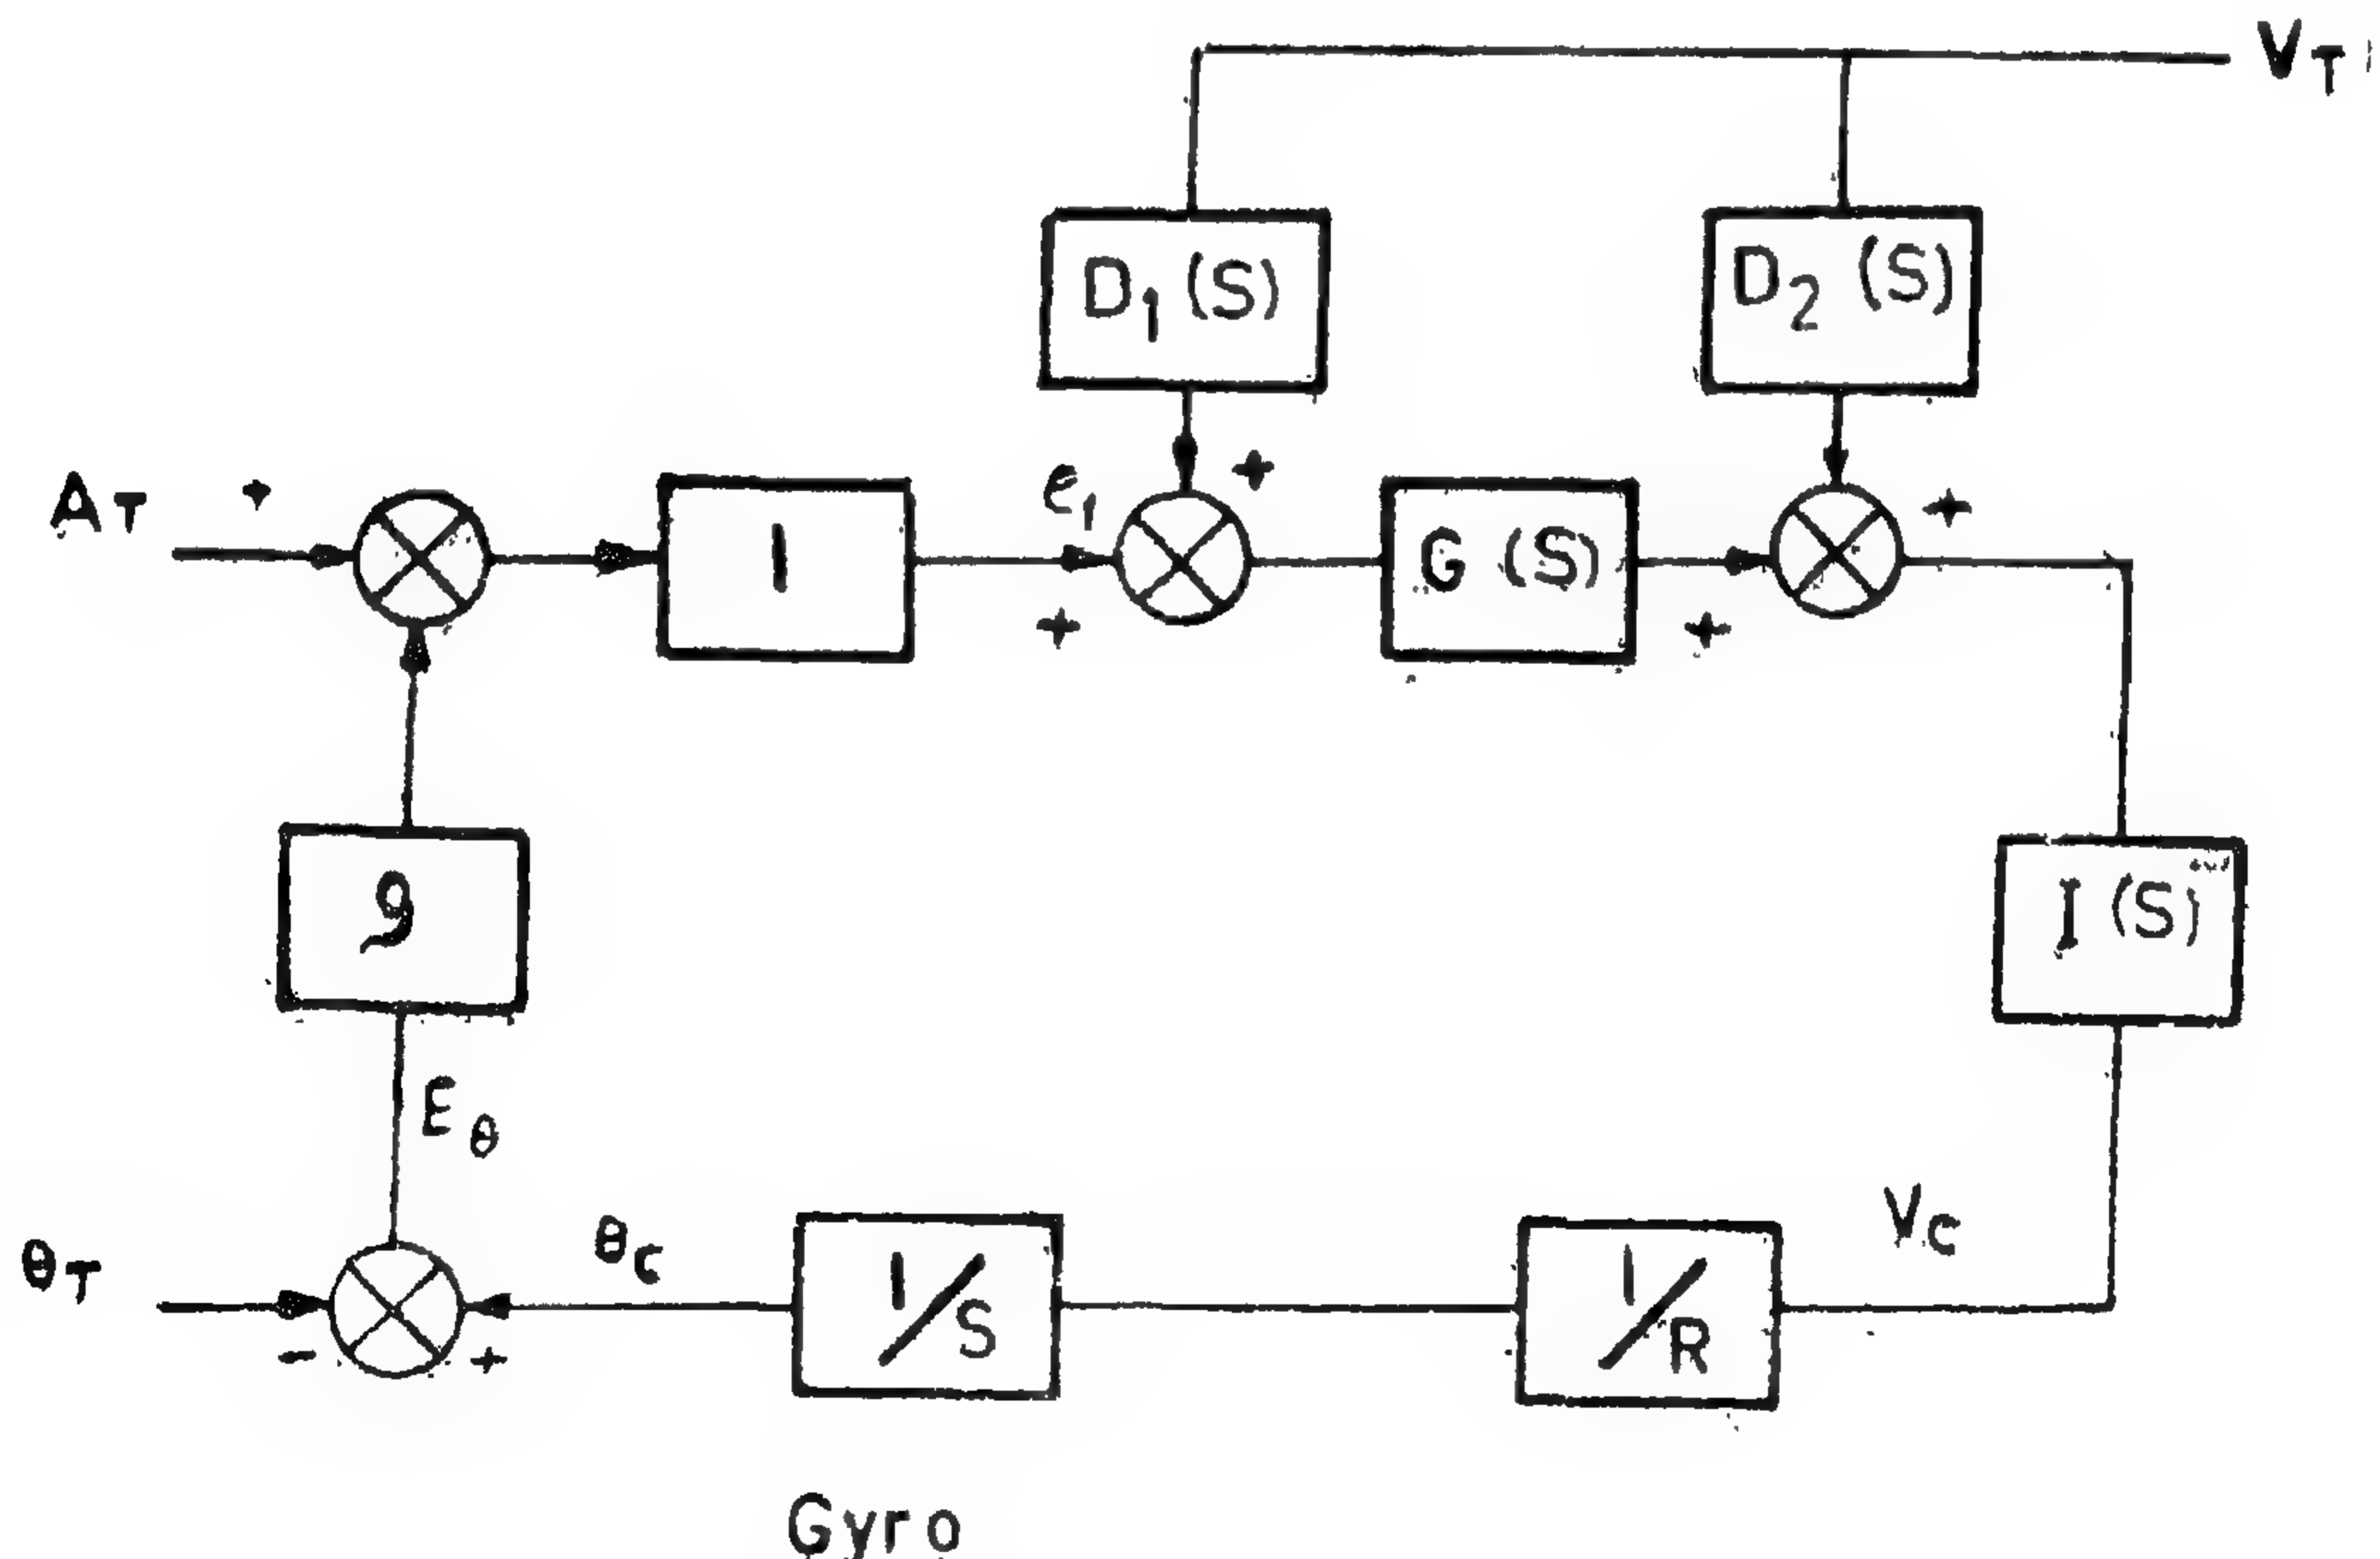 V_T
D_1 (S)
D_2 (S)
A_T +
1
e_1
+
+
G (S)
+
+
g
I (S)
E_θ
θ_T
-
+
θ_C
1/S
1/R
V_C
Gyro